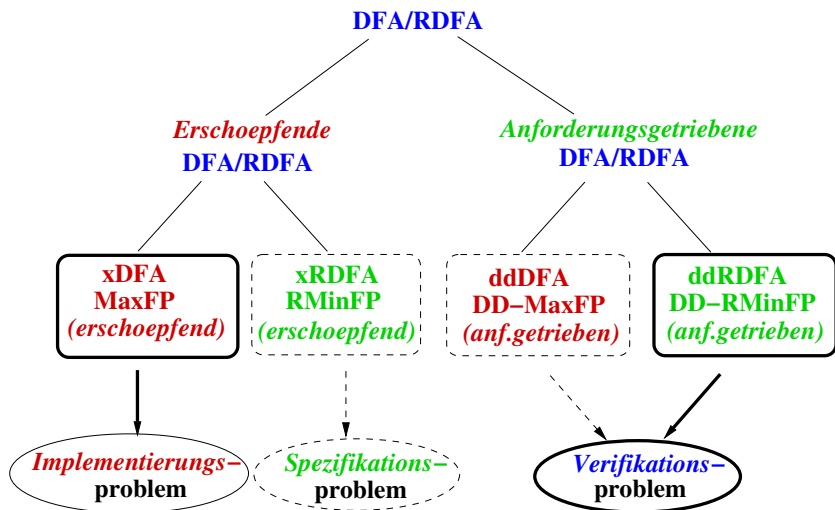 DFA/RDFA
Erschoepfende
DFA/RDFA
Anforderungsgetriebene
DFA/RDFA
xDFA
MaxFP
(erschoepfend)
xRDFA
RMinFP
(erschoepfend)
ddDFA
DD−MaxFP
(anf.getrieben)
ddRDFA
DD−RMinFP
(anf.getrieben)
Implementierungs−
problem
Spezifikations−
problem
Verifikations−
problem